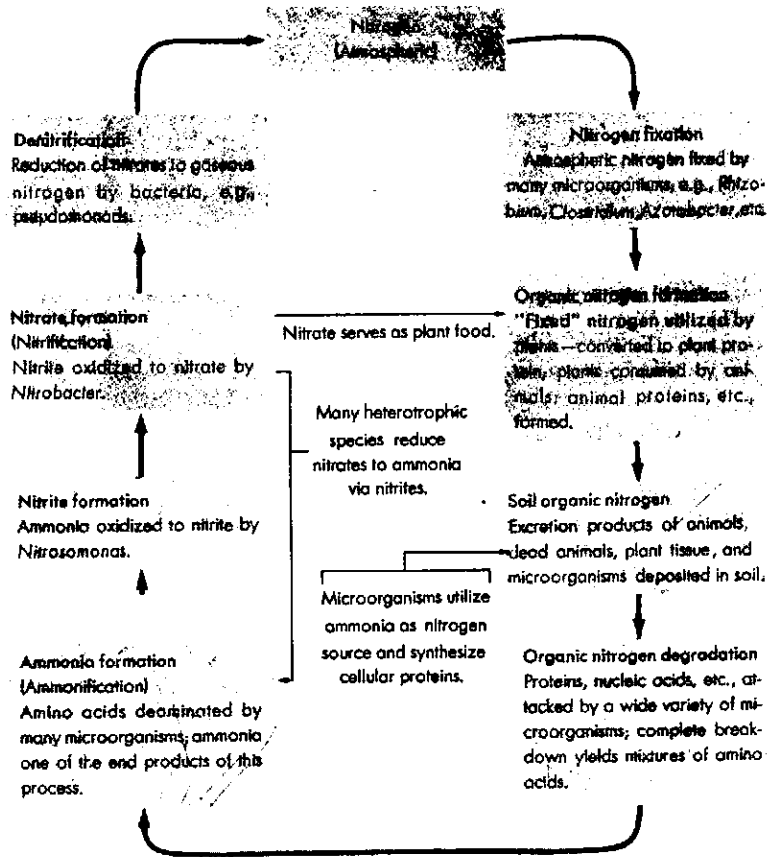 Nitrogen
(Atmospheric)
Denitrification
Reduction of nitrates to gaseous
nitrogen by bacteria, e.g.,
pseudomonads.
Nitrogen fixation
Atmospheric nitrogen fixed by
many microorganisms, e.g., Rhizo-
bium, Clostridium, Azotobacter, etc.
Nitrate formation
(Nitrification)
Nitrite oxidized to nitrate by
Nitrobacter.
Nitrate serves as plant food.
Organic nitrogen formation
"Fixed" nitrogen utilized by
plants—converted to plant pro-
tein, plants consumed by ani-
mals; animal proteins, etc.,
formed.
Many heterotrophic
species reduce
nitrates to ammonia
via nitrites.
Nitrite formation
Ammonia oxidized to nitrite by
Nitrosomonas.
Soil organic nitrogen
Excretion products of animals,
dead animals, plant tissue, and
microorganisms deposited in soil.
Microorganisms utilize
ammonia as nitrogen
source and synthesize
cellular proteins.
Ammonia formation
(Ammonification)
Amino acids deaminated by
many microorganisms; ammonia
one of the end products of this
process.
Organic nitrogen degradation
Proteins, nucleic acids, etc., at-
tacked by a wide variety of mi-
croorganisms; complete break-
down yields mixtures of amino
acids.